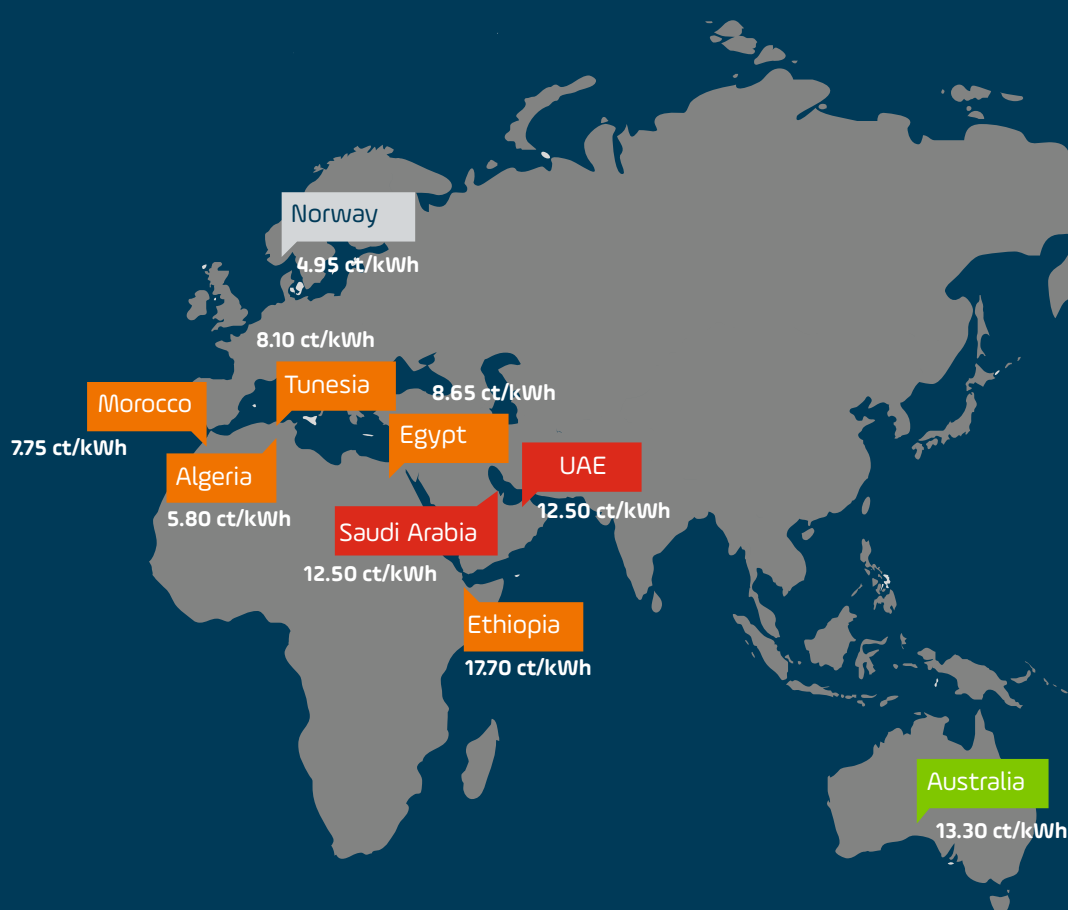 Norway
4.95 ct/kWh
8.10 ct/kWh
Tunesia
8.65 ct/kWh
Morocco
7.75 ct/kWh
Egypt
Algeria
5.80 ct/kWh
UAE
12.50 ct/kWh
Saudi Arabia
12.50 ct/kWh
Ethiopia
17.70 ct/kWh
Australia
13.30 ct/kWh